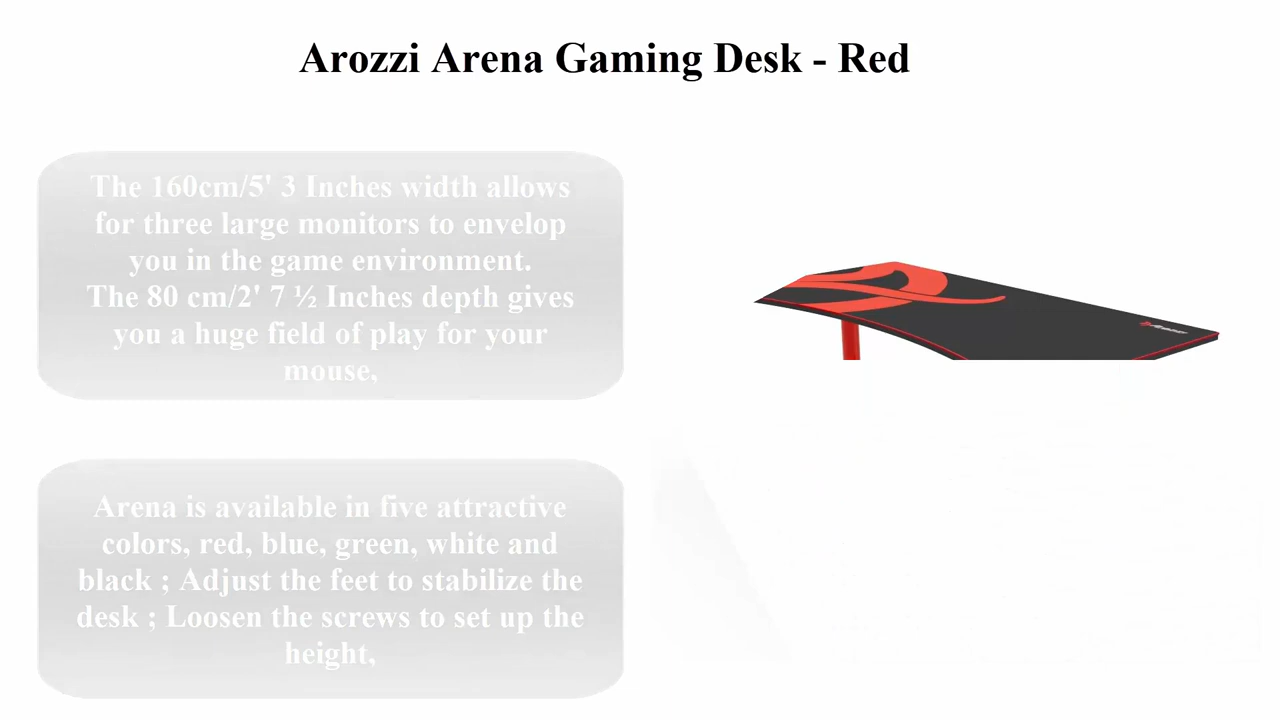 Arozzi Arena Gaming Desk - Red
The 160cm/5' 3 Inches width allows
for three large monitors to envelop
you in the game environment.
The 80 cm/2' 7 ½ Inches depth gives
you a huge field of play for your
mouse,
Arena is available in five attractive
colors, red, blue, green, white and
black ; Adjust the feet to stabilize the
desk ; Loosen the screws to set up the
height,